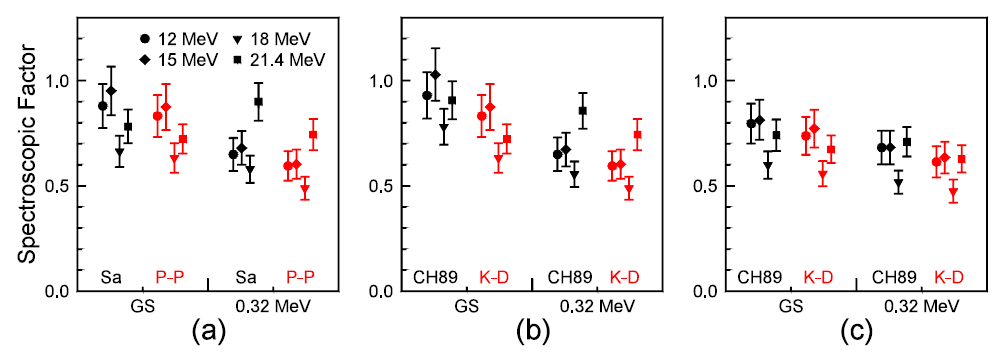 Spectroscopic Factor
1.0
0.5
0.0
12 MeV
18 MeV
15 MeV
21.4 MeV
Sa
P-P
Sa
P-P
GS
0.32 MeV
(a)
1.0
0.5
0.0
CH89
K-D
CH89
K-D
GS
0.32 MeV
(b)
1.0
0.5
0.0
CH89
K-D
CH89
K-D
GS
0.32 MeV
(c)